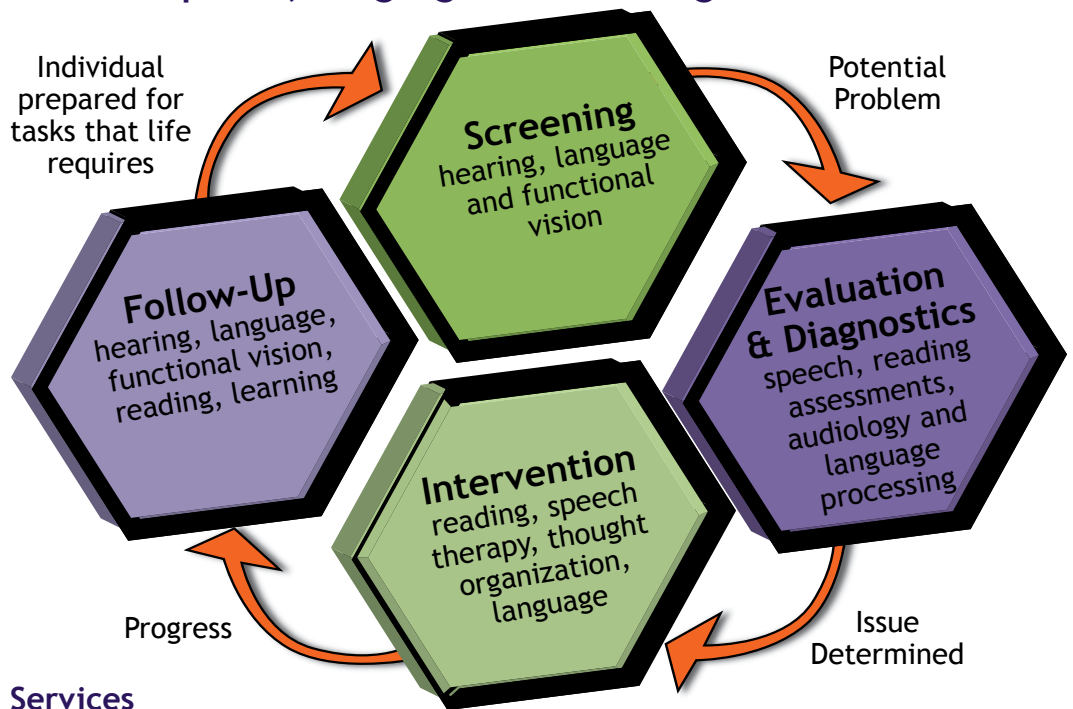 Individual
prepared for
tasks that life
requires
Screening
hearing, language
and functional
vision
Potential
Problem
Evaluation
& Diagnostics
speech, reading
assessments,
audiology and
language
processing
Issue
Determined
Intervention
reading, speech
therapy, thought
organization,
language
Progress
Follow-Up
hearing, language,
functional vision,
reading, learning
Services